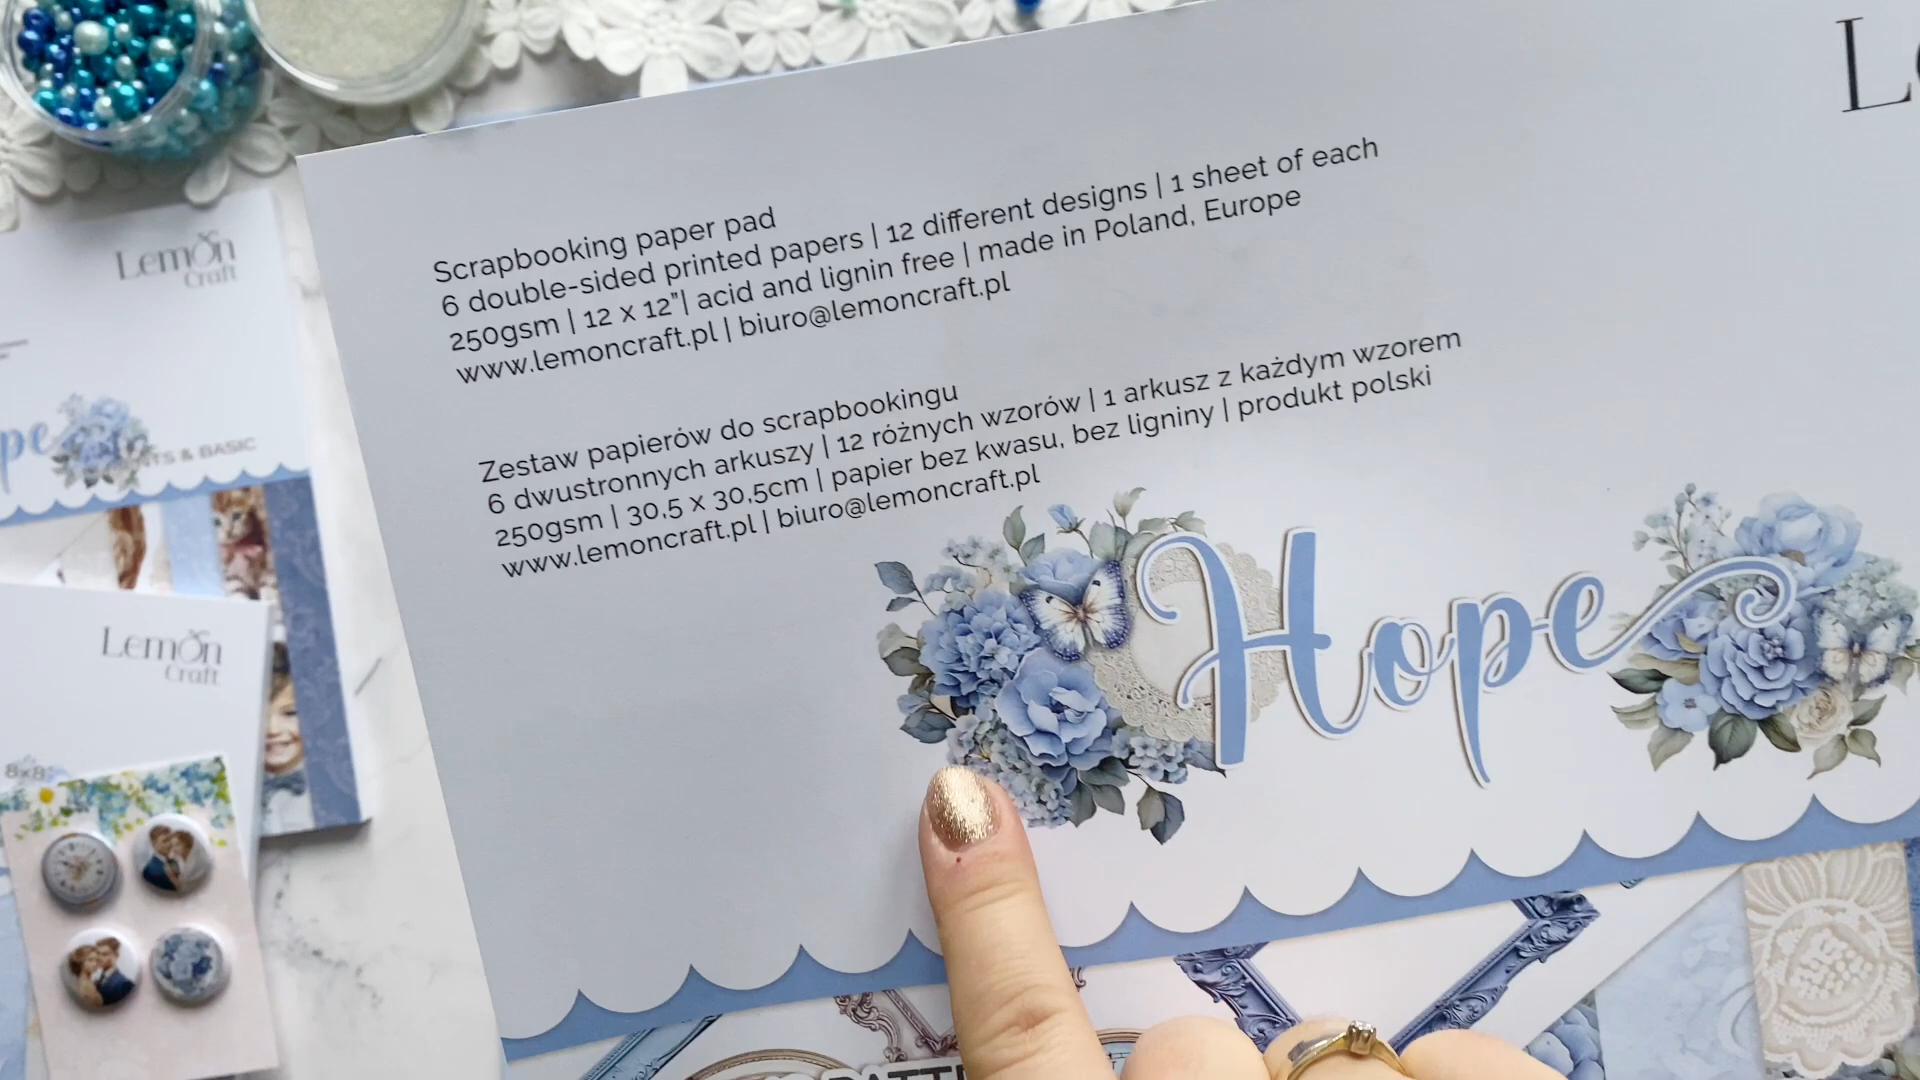 Scrapbooking paper pad
6 double-sided printed papers | 12 different designs | 1 sheet of each
250gsm | 12 x 12”| acid and lignin free | made in Poland, Europe
www.lemoncraft.pl | biuro@lemoncraft.pl
Zestaw papierów do scrapbookingu
6 dwustronnych arkuszy | 12 różnych wzorów | 1 arkusz z każdym wzorem
250gsm | 30,5 x 30,5cm | papier bez kwasu, bez ligniny | produkt polski
www.lemoncraft.pl | biuro@lemoncraft.pl
Hope
Lemon
Craft
& BASIC
Lemon
Craft
8x8